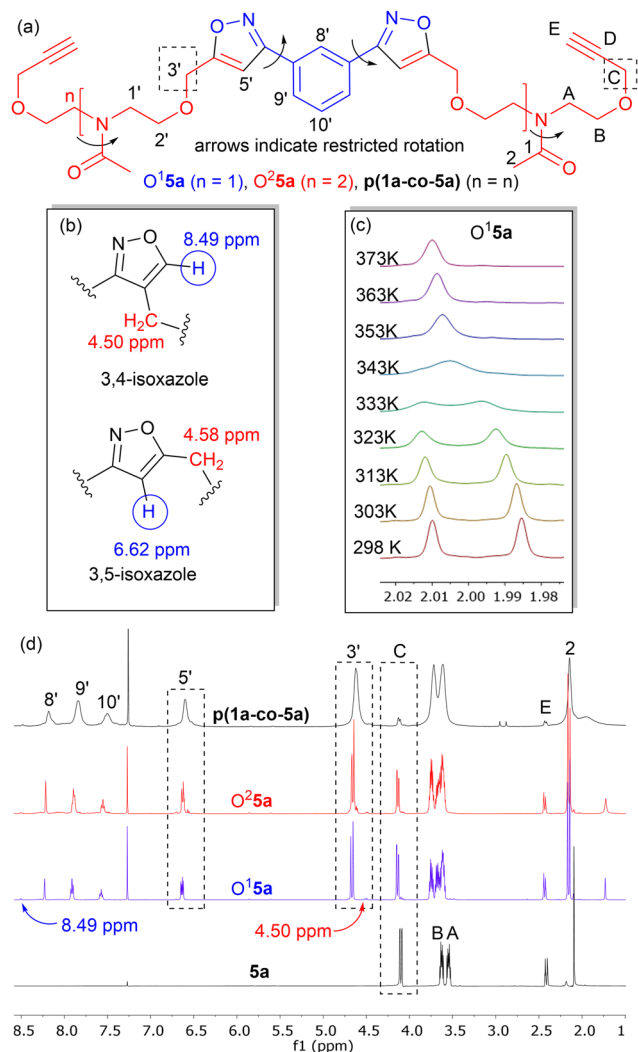 (a)
O N 8' N O
E D
3' 5' 9' 10' C
O n 1' N 2' O
O N A B 1 2 O
arrows indicate restricted rotation
O¹5a (n = 1), O²5a (n = 2), p(1a-co-5a) (n = n)
(b)
N O 8.49 ppm
H
H₂C
4.50 ppm
3,4-isoxazole
4.58 ppm
N O CH₂
H
6.62 ppm
3,5-isoxazole
(c)
O¹5a
373K
363K
353K
343K
333K
323K
313K
303K
298 K
2.02 2.01 2.00 1.99 1.98
(d)
8' 9' 10' 5' 3' C E 2
p(1a-co-5a)
O²5a
O¹5a
8.49 ppm 4.50 ppm
5a B A
8.5 8.0 7.5 7.0 6.5 6.0 5.5 5.0 4.5 4.0 3.5 3.0 2.5 2.0 1.5
f1 (ppm)